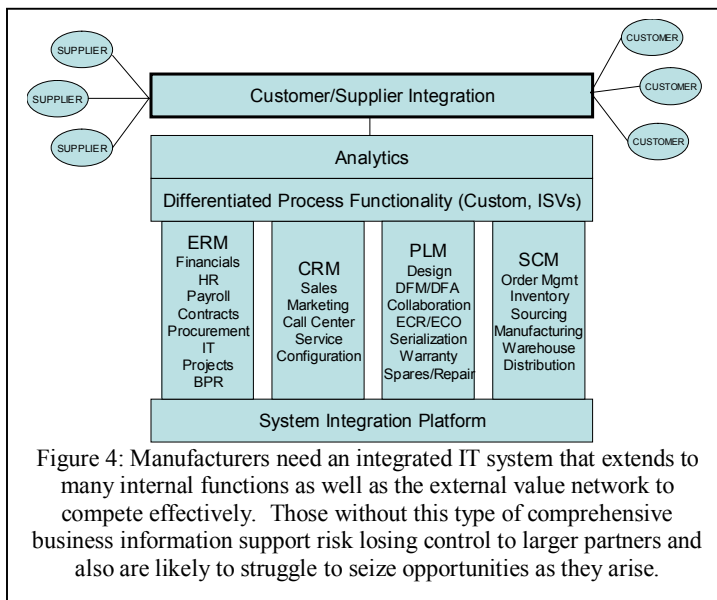 SUPPLIER
SUPPLIER
SUPPLIER
CUSTOMER
CUSTOMER
CUSTOMER
Customer/Supplier Integration
Analytics
Differentiated Process Functionality (Custom, ISVs)
ERM
Financials
HR
Payroll
Contracts
Procurement
IT
Projects
BPR
CRM
Sales
Marketing
Call Center
Service
Configuration
PLM
Design
DFM/DFA
Collaboration
ECR/ECO
Serialization
Warranty
Spares/Repair
SCM
Order Mgmt
Inventory
Sourcing
Manufacturing
Warehouse
Distribution
System Integration Platform
Figure 4: Manufacturers need an integrated IT system that extends to
many internal functions as well as the external value network to
compete effectively.  Those without this type of comprehensive
business information support risk losing control to larger partners and
also are likely to struggle to seize opportunities as they arise.